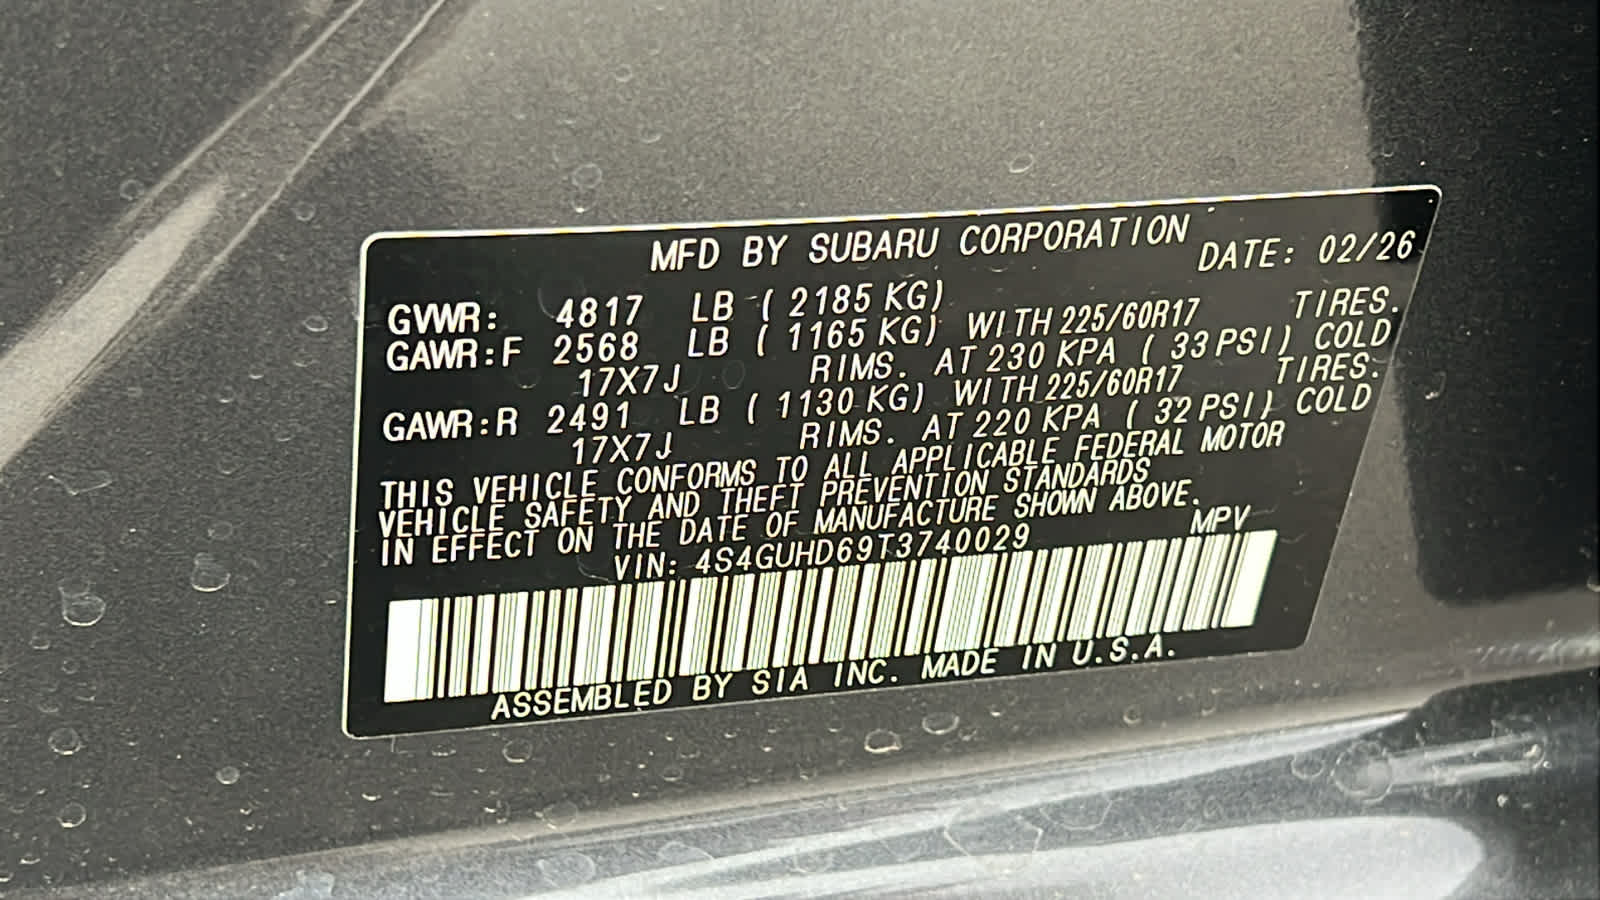 MFD BY SUBARU CORPORATION DATE: 02/26
GVWR: 4817 LB ( 2185 KG)
GAWR:F 2568 LB ( 1165 KG) WITH 225/60R17 TIRES.
17X7J RIMS. AT 230 KPA ( 33 PSI) COLD
GAWR:R 2491 LB ( 1130 KG) WITH 225/60R17 TIRES.
17X7J RIMS. AT 220 KPA ( 32 PSI) COLD
THIS VEHICLE CONFORMS TO ALL APPLICABLE FEDERAL MOTOR
VEHICLE SAFETY AND THEFT PREVENTION STANDARDS
IN EFFECT ON THE DATE OF MANUFACTURE SHOWN ABOVE.
VIN: 4S4GUHD69T3740029 MPV
ASSEMBLED BY SIA INC. MADE IN U.S.A.